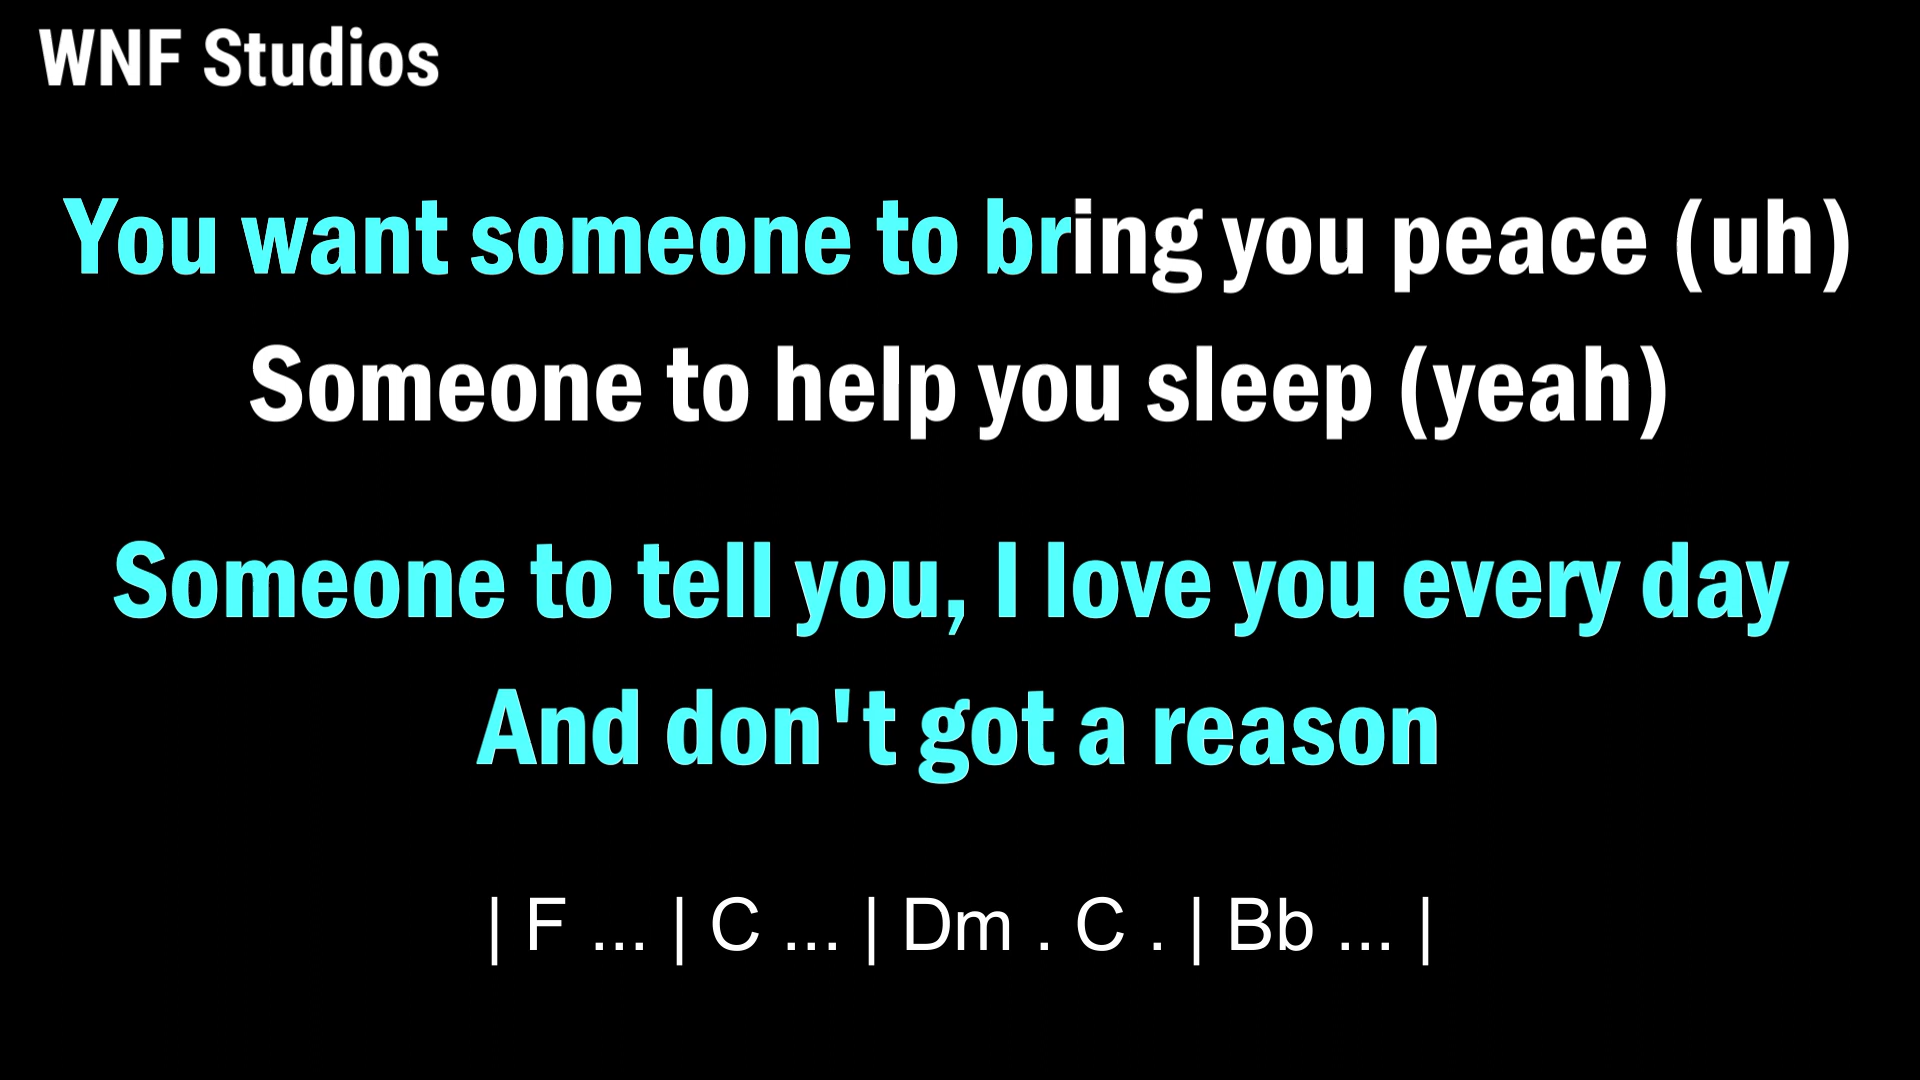 WNF Studios
You want someone to bring you peace (uh)
Someone to help you sleep (yeah)
Someone to tell you, I love you every day
And don't got a reason
| F ... | C ... | Dm . C . | Bb ... |